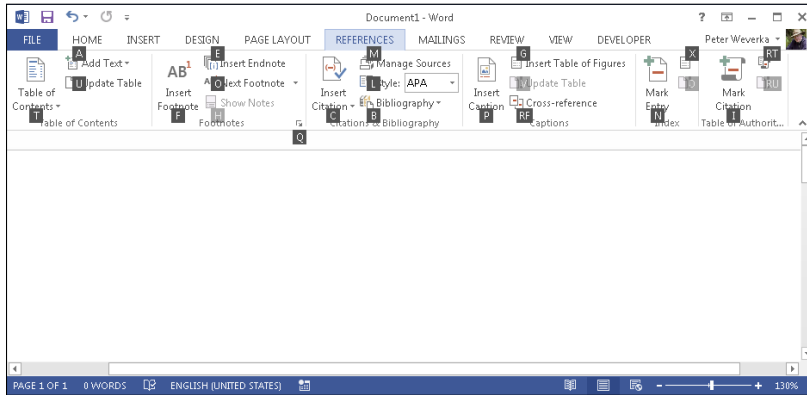 Document1 - Word
FILE HOME INSERT DESIGN PAGE LAYOUT REFERENCES MAILINGS REVIEW VIEW DEVELOPER Peter Weverka
A E M G X RT
Add Text Insert Endnote Manage Sources Insert Table of Figures
U Update Table AB1 O Next Footnote L Style: APA V Update Table O RU
Table of Contents Insert Footnote Show Notes Insert Citation Bibliography Insert Caption Cross-reference Mark Entry Mark Citation
T F H C B P RF N I
Table of Contents Footnotes Citations & Bibliography Captions Index Table of Authorit...
Q
PAGE 1 OF 1 0 WORDS ENGLISH (UNITED STATES) 130%